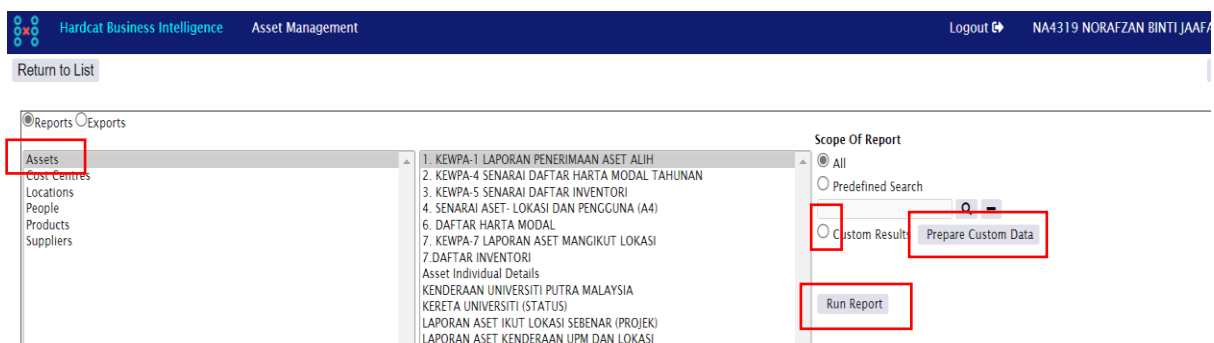 Hardcat Business Intelligence Asset Management Logout NA4319 NORAFZAN BINTI JAAFA
Return to List
Reports Exports
Assets
Cost Centres
Locations
People
Products
Suppliers
1. KEWPA-1 LAPORAN PENERIMAAN ASET ALIH
2. KEWPA-4 SENARAI DAFTAR HARTA MODAL TAHUNAN
3. KEWPA-5 SENARAI DAFTAR INVENTORI
4. SENARAI ASET- LOKASI DAN PENGGUNA (A4)
6. DAFTAR HARTA MODAL
7. KEWPA-7 LAPORAN ASET MANGIKUT LOKASI
7.DAFTAR INVENTORI
Asset Individual Details
KENDERAAN UNIVERSITI PUTRA MALAYSIA
KERETA UNIVERSITI (STATUS)
LAPORAN ASET IKUT LOKASI SEBENAR (PROJEK)
LAPORAN ASET KENDERAAN UPM DAN LOKASI
Scope Of Report
All
Predefined Search
Custom Results Prepare Custom Data
Run Report